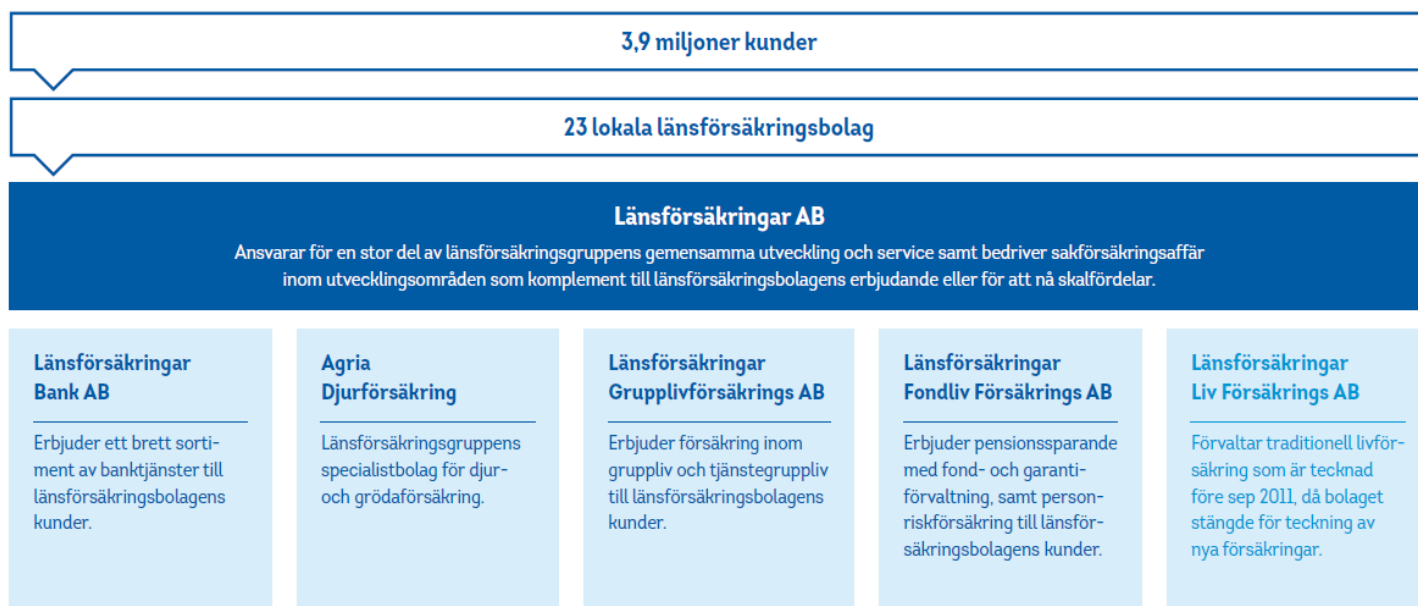 3,9 miljoner kunder
23 lokala länsförsäkringsbolag
Länsförsäkringar AB
Ansvarar för en stor del av länsförsäkringsgruppens gemensamma utveckling och service samt bedriver sakförsäkringsaffär
inom utvecklingsområden som komplement till länsförsäkringsbolagens erbjudande eller för att nå skalfördelar.
Länsförsäkringar
Bank AB
Erbjuder ett brett sorti-
ment av banktjänster till
länsförsäkringsbolagens
kunder.
Agria
Djurförsäkring
Länsförsäkringsgruppens
specialistbolag för djur-
och grödaförsäkring.
Länsförsäkringar
Grupplivförsäkrings AB
Erbjuder försäkring inom
gruppliv och tjänstegruppliv
till länsförsäkringsbolagens
kunder.
Länsförsäkringar
Fondliv Försäkrings AB
Erbjuder pensionssparande
med fond- och garanti-
förvaltning, samt person-
riskförsäkring till länsför-
säkringsbolagens kunder.
Länsförsäkringar
Liv Försäkrings AB
Förvaltar traditionell livför-
säkring som är tecknad
före sep 2011, då bolaget
stängde för teckning av
nya försäkringar.